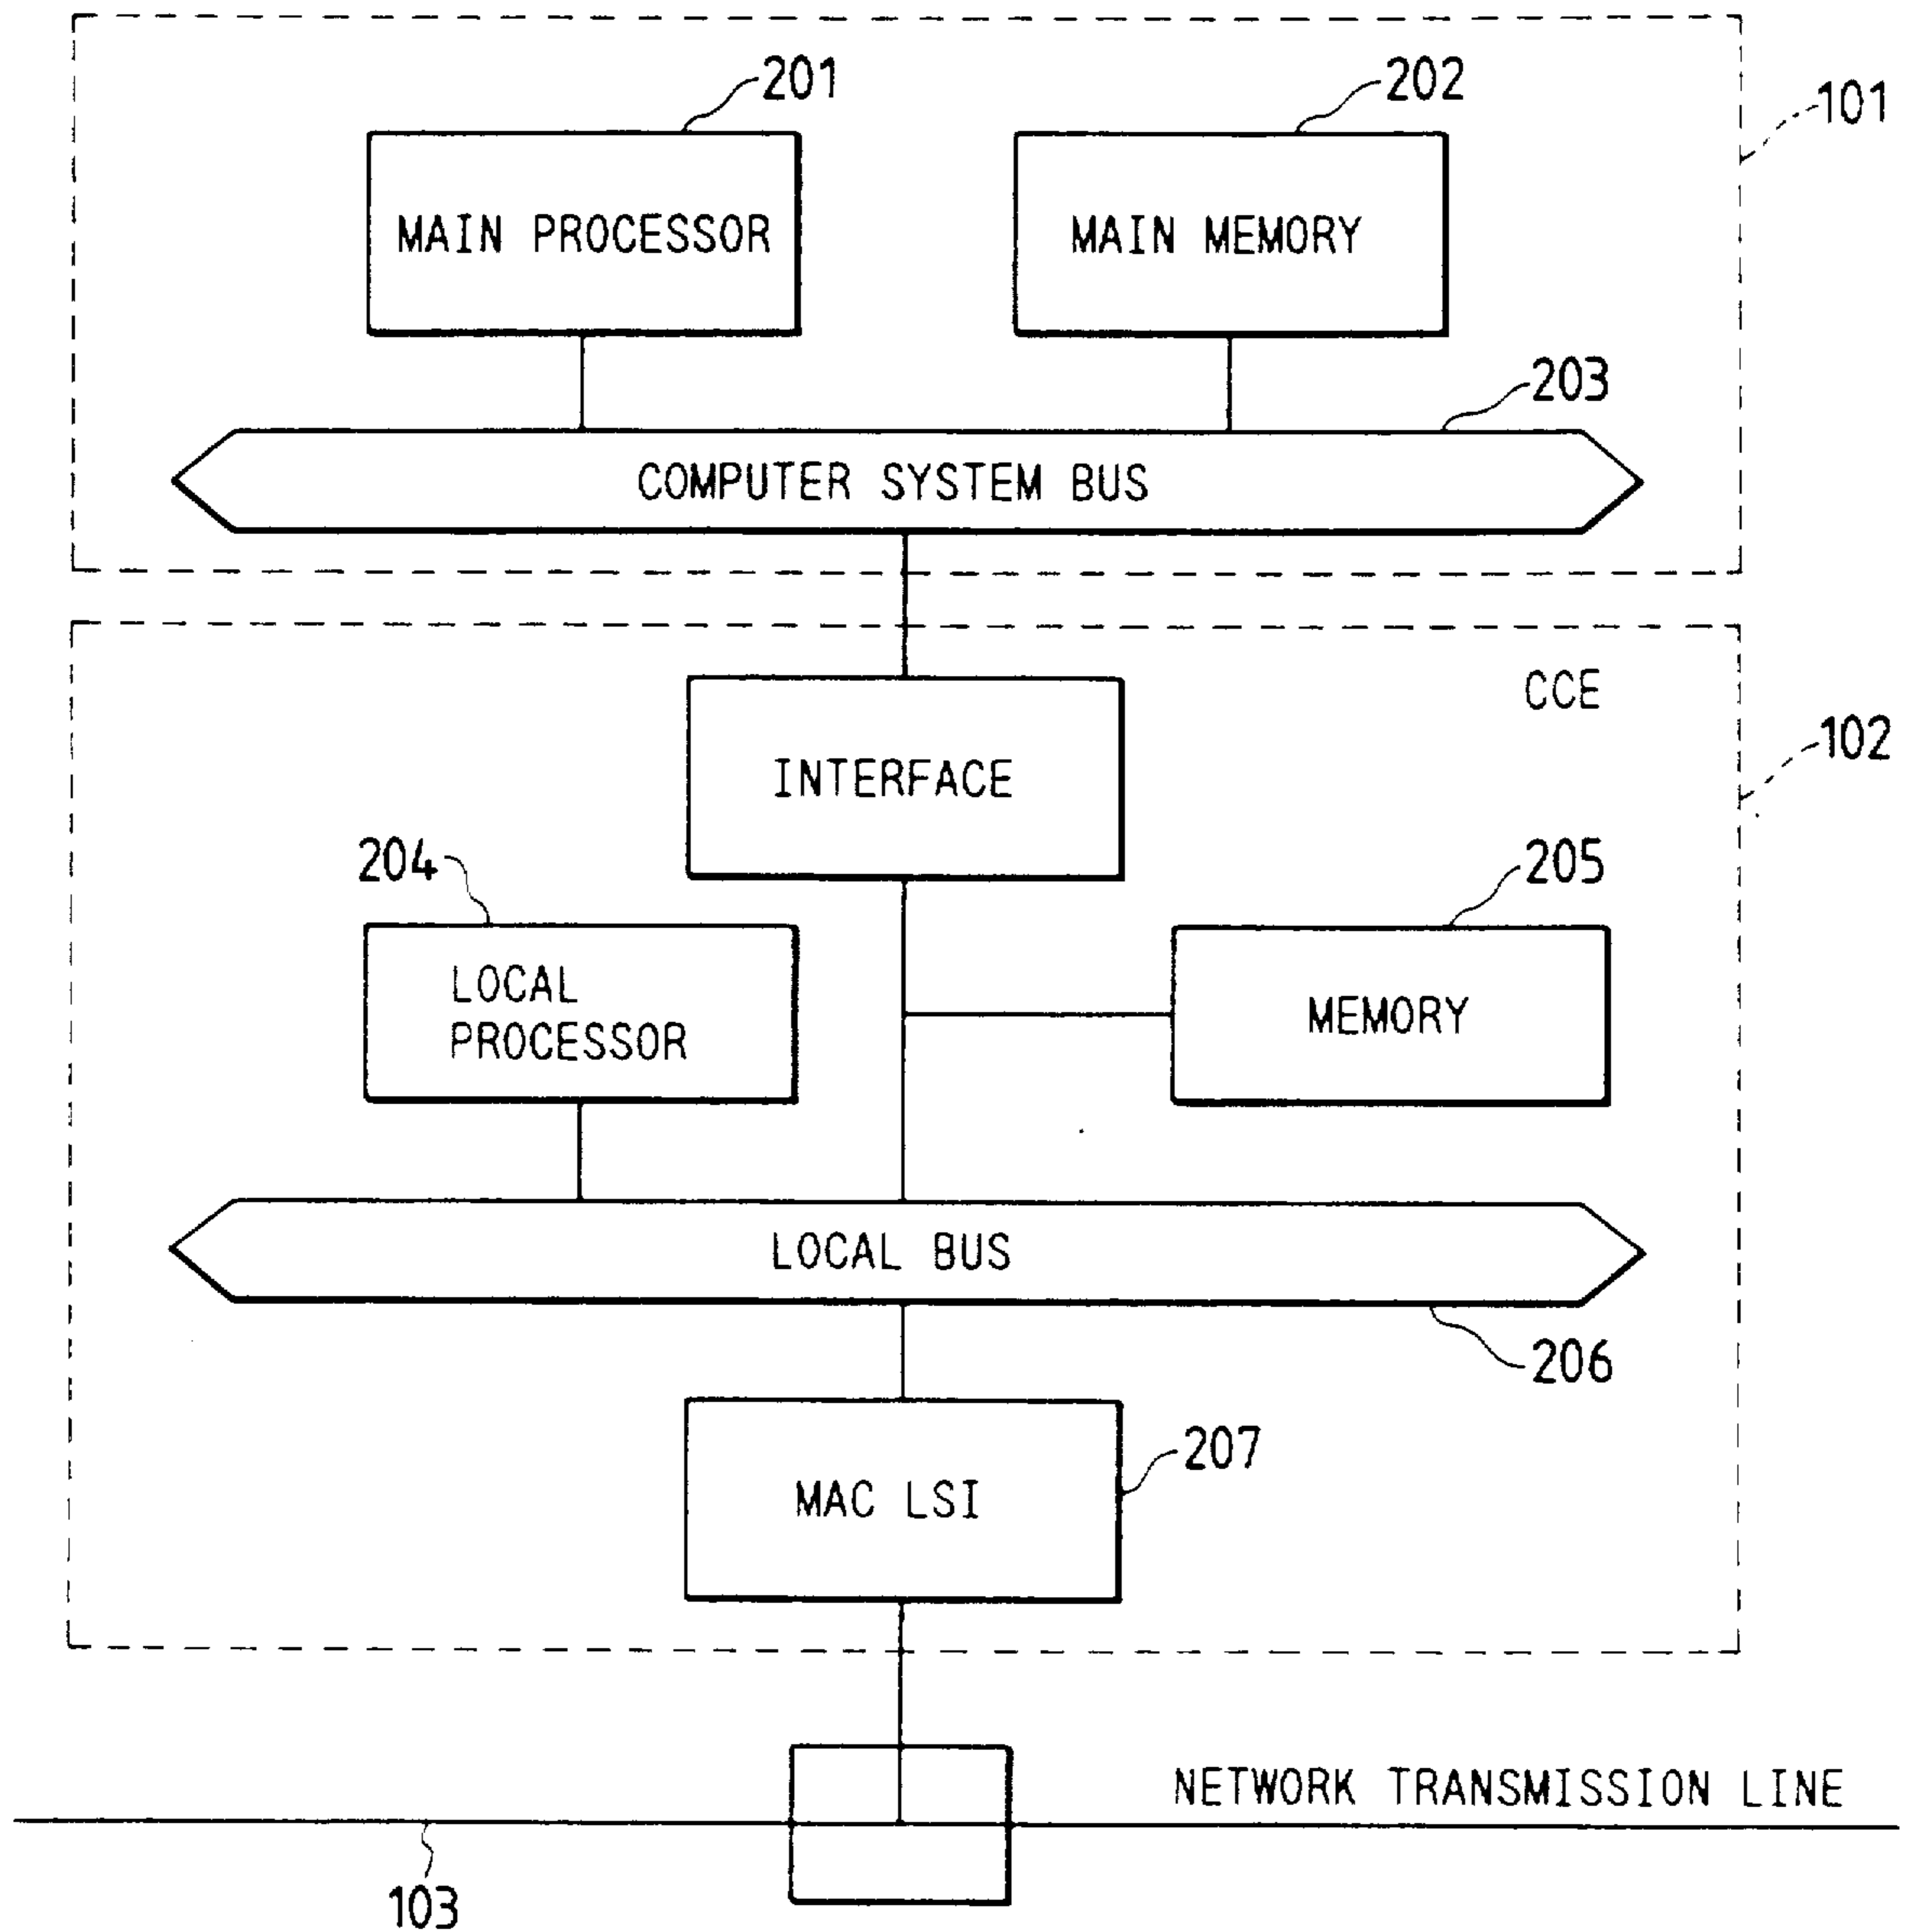 201
202
101
MAIN PROCESSOR
MAIN MEMORY
203
COMPUTER SYSTEM BUS
CCE
102
INTERFACE
204
205
LOCAL
PROCESSOR
MEMORY
LOCAL BUS
206
207
MAC LSI
NETWORK TRANSMISSION LINE
103